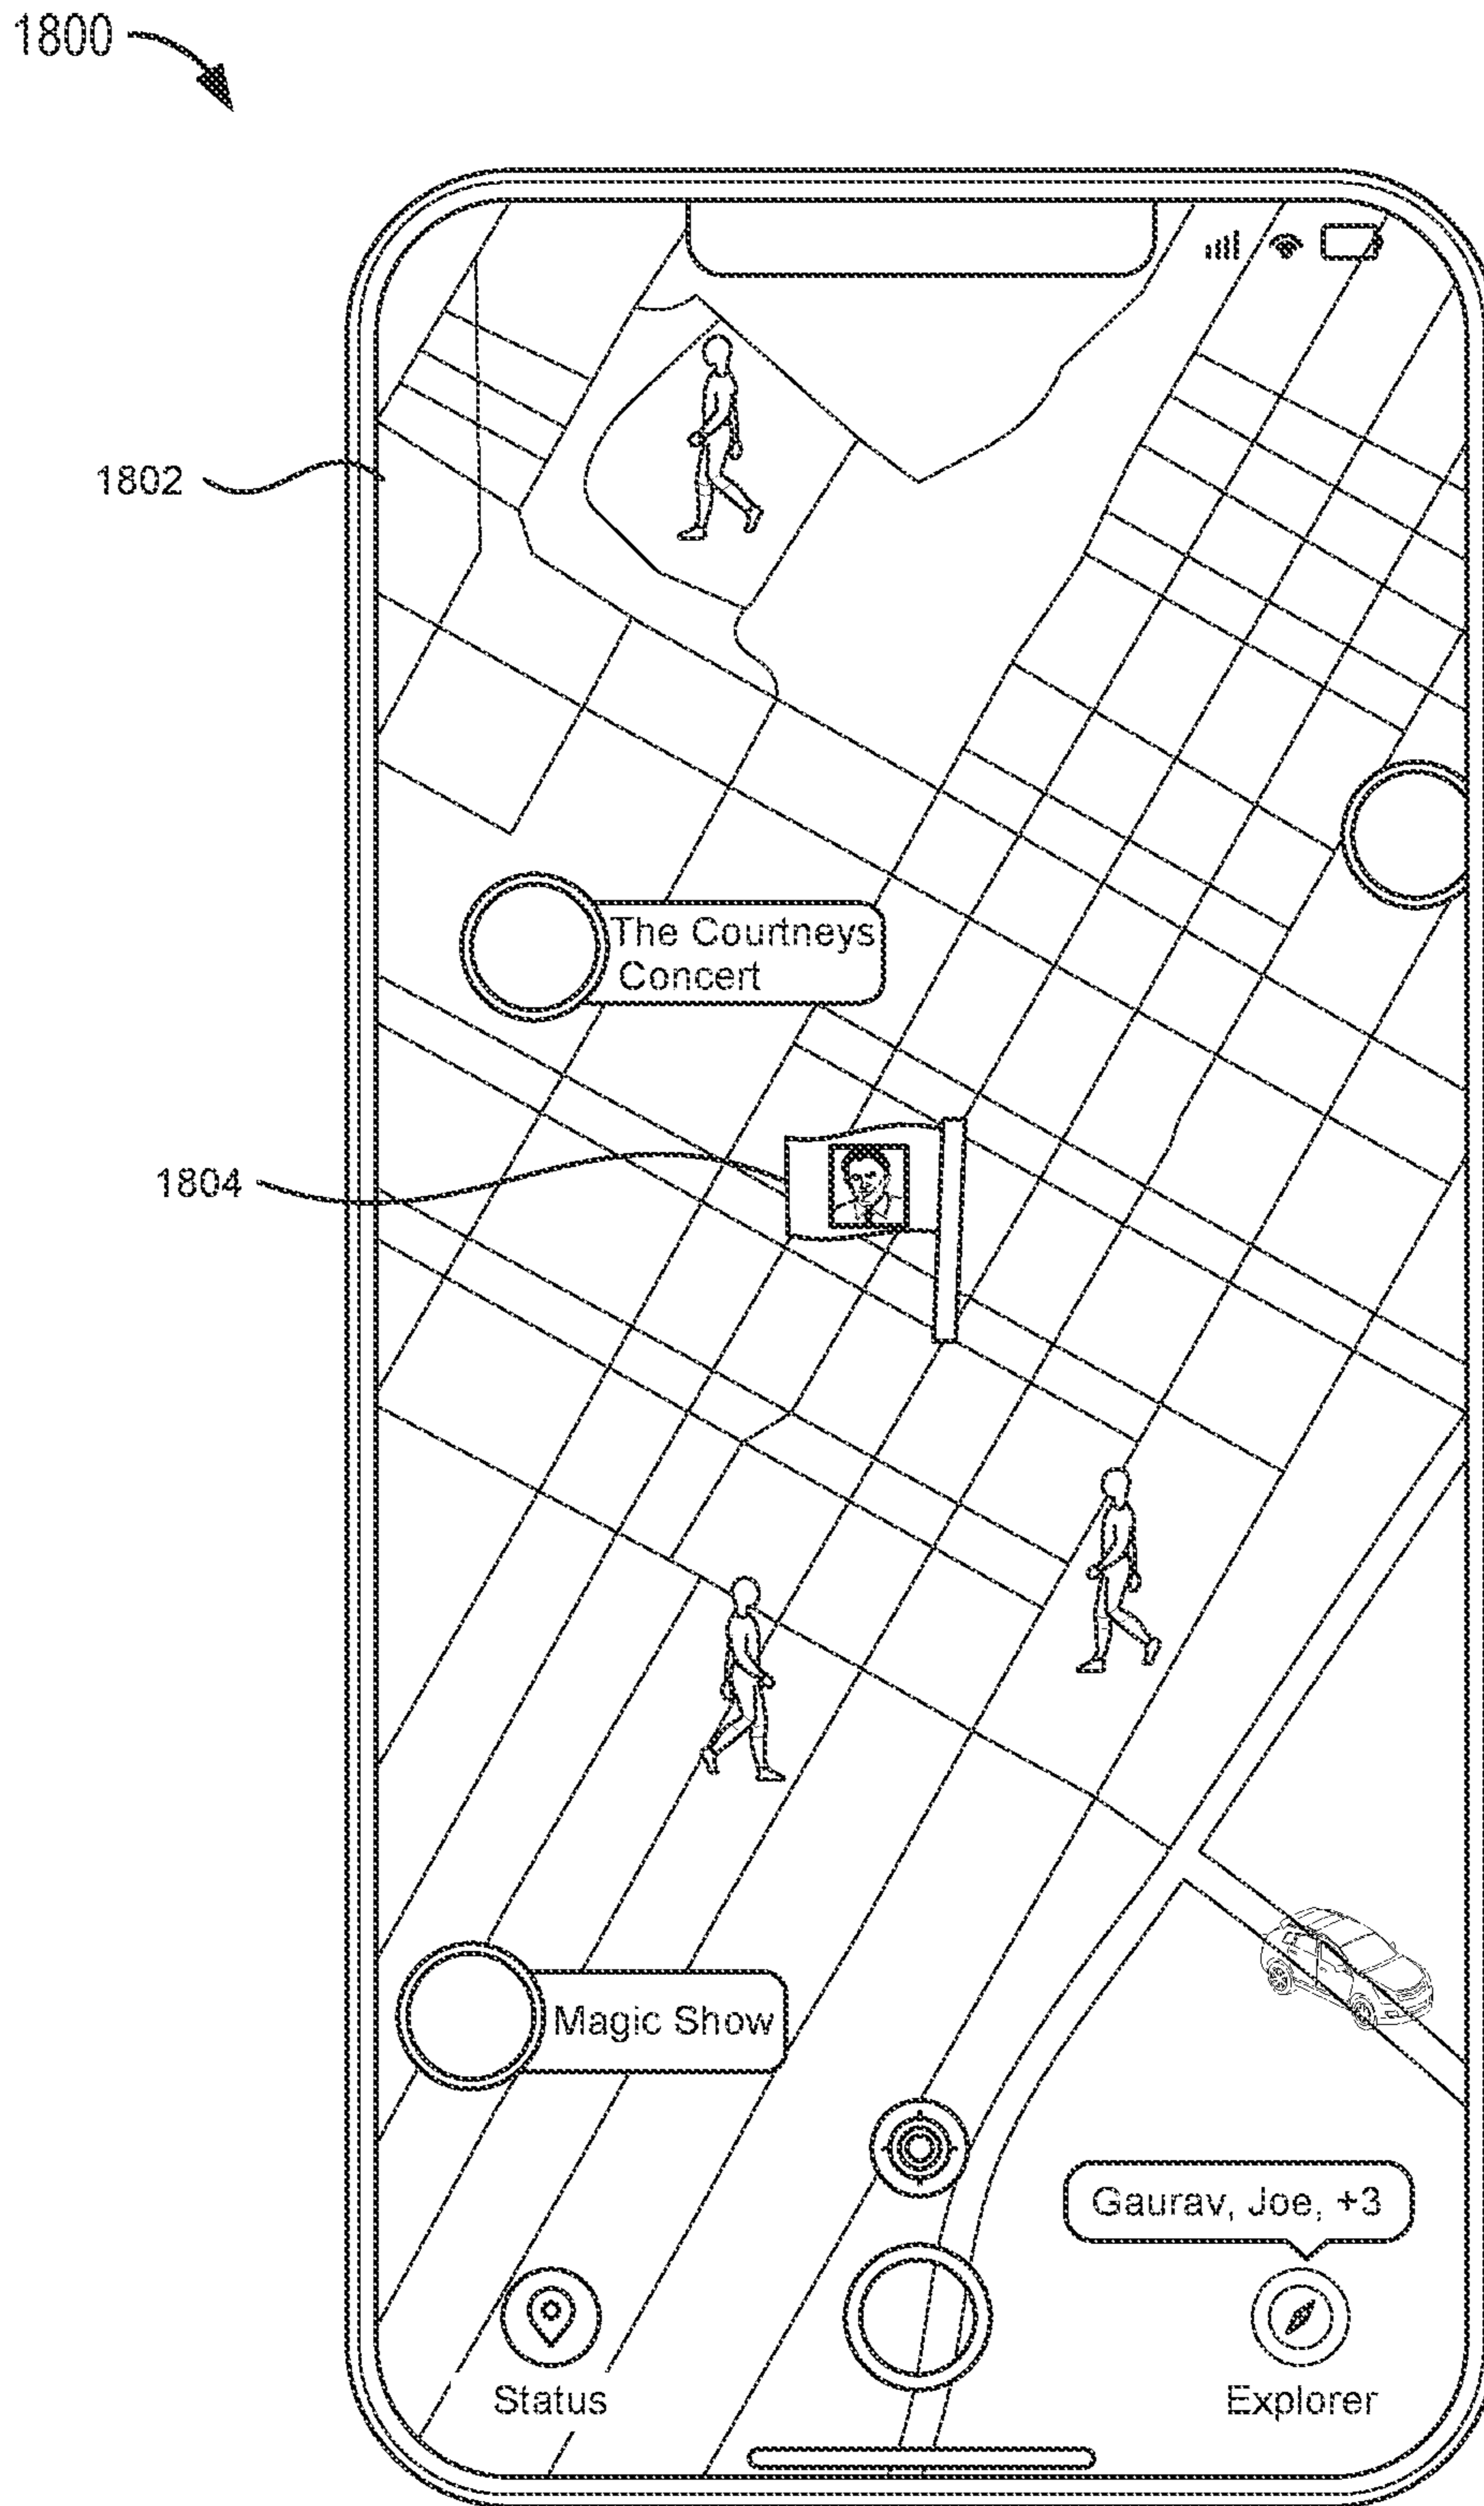 1800
1802
The Courtneys
Concert
1804
Magic Show
Gaurav, Joe, +3
Status
Explorer